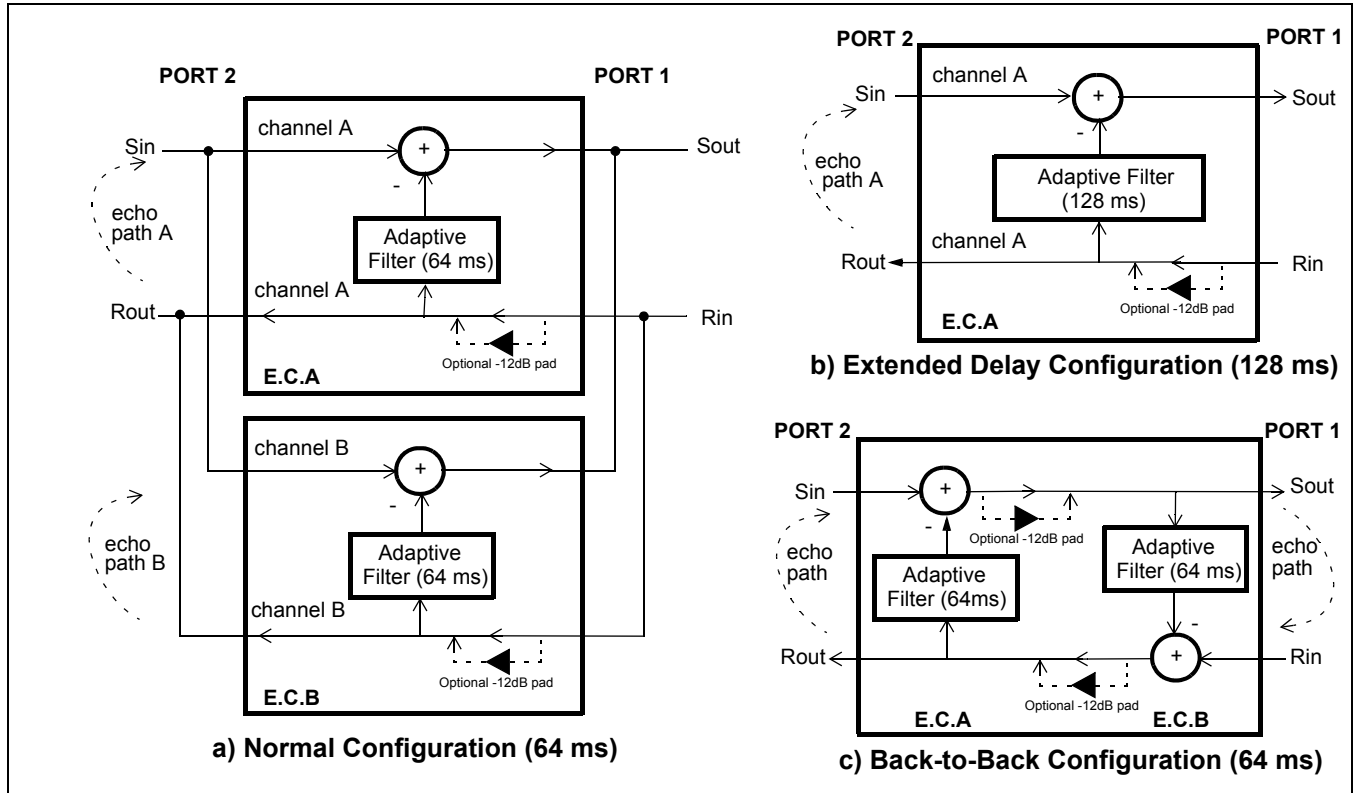 PORT 2
PORT 1
Sin
channel A
+
-
Sout
echo
path A
Adaptive
Filter (64 ms)
channel A
Rout
Rin
Optional -12dB pad
E.C.A
channel B
+
-
echo
path B
Adaptive
Filter (64 ms)
channel B
Optional -12dB pad
E.C.B
a) Normal Configuration (64 ms)
PORT 2
PORT 1
Sin
channel A
+
-
Sout
echo
path A
Adaptive Filter
(128 ms)
channel A
Rout
Rin
Optional -12dB pad
E.C.A
b) Extended Delay Configuration (128 ms)
PORT 2
PORT 1
Sin
+
-
Sout
Optional -12dB pad
echo
path
Adaptive
Filter (64ms)
Adaptive
Filter (64 ms)
echo
path
-
+
Rout
Rin
Optional -12dB pad
E.C.A
E.C.B
c) Back-to-Back Configuration (64 ms)